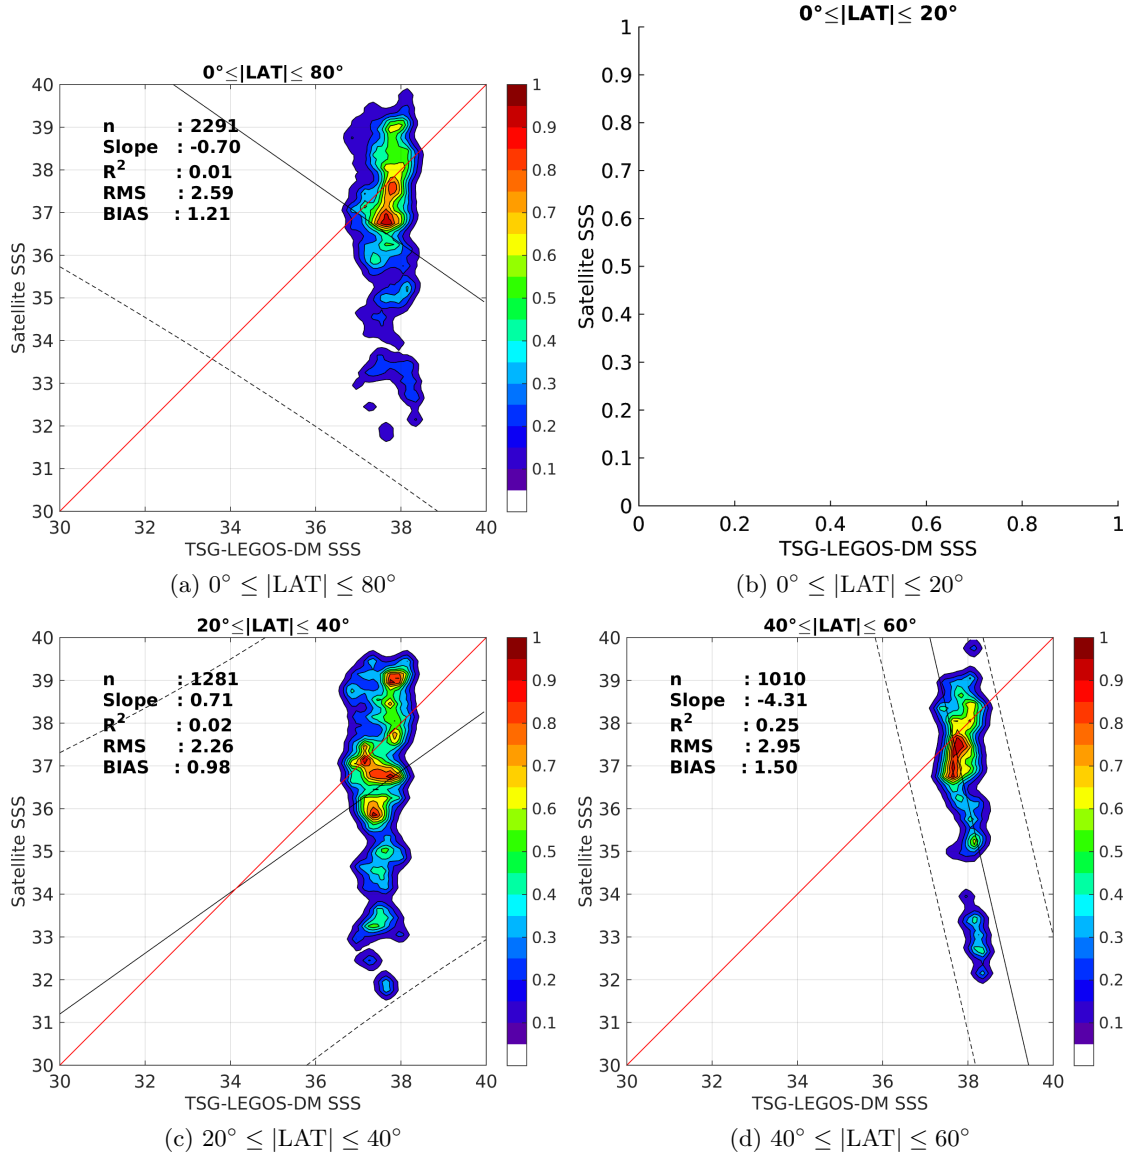 0°≤|LAT|≤ 80°
40
39
38
37
36
35
34
33
32
31
30
Satellite SSS
n : 2291
Slope : -0.70
R² : 0.01
RMS : 2.59
BIAS : 1.21
30 32 34 36 38 40
TSG-LEGOS-DM SSS
1
0.9
0.8
0.7
0.6
0.5
0.4
0.3
0.2
0.1
(a) 0° ≤ |LAT| ≤ 80°
0°≤|LAT|≤ 20°
1
0.9
0.8
0.7
0.6
0.5
0.4
0.3
0.2
0.1
0
Satellite SSS
0 0.2 0.4 0.6 0.8 1
TSG-LEGOS-DM SSS
(b) 0° ≤ |LAT| ≤ 20°
20°≤|LAT|≤ 40°
40
39
38
37
36
35
34
33
32
31
30
Satellite SSS
n : 1281
Slope : 0.71
R² : 0.02
RMS : 2.26
BIAS : 0.98
30 32 34 36 38 40
TSG-LEGOS-DM SSS
1
0.9
0.8
0.7
0.6
0.5
0.4
0.3
0.2
0.1
(c) 20° ≤ |LAT| ≤ 40°
40°≤|LAT|≤ 60°
40
39
38
37
36
35
34
33
32
31
30
Satellite SSS
n : 1010
Slope : -4.31
R² : 0.25
RMS : 2.95
BIAS : 1.50
30 32 34 36 38 40
TSG-LEGOS-DM SSS
1
0.9
0.8
0.7
0.6
0.5
0.4
0.3
0.2
0.1
(d) 40° ≤ |LAT| ≤ 60°